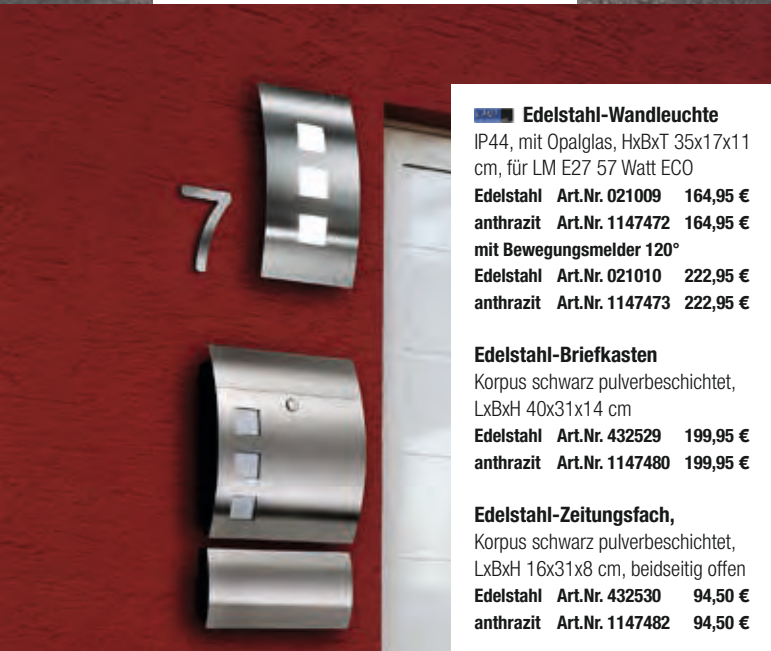 7
Edelstahl-Wandleuchte
IP44, mit Opalglas, HxBxT 35x17x11
cm, für LM E27 57 Watt ECO
Edelstahl Art.Nr. 021009 164,95 €
anthrazit Art.Nr. 1147472 164,95 €
mit Bewegungsmelder 120°
Edelstahl Art.Nr. 021010 222,95 €
anthrazit Art.Nr. 1147473 222,95 €
Edelstahl-Briefkasten
Korpus schwarz pulverbeschichtet,
LxBxH 40x31x14 cm
Edelstahl Art.Nr. 432529 199,95 €
anthrazit Art.Nr. 1147480 199,95 €
Edelstahl-Zeitungsfach,
Korpus schwarz pulverbeschichtet,
LxBxH 16x31x8 cm, beidseitig offen
Edelstahl Art.Nr. 432530 94,50 €
anthrazit Art.Nr. 1147482 94,50 €